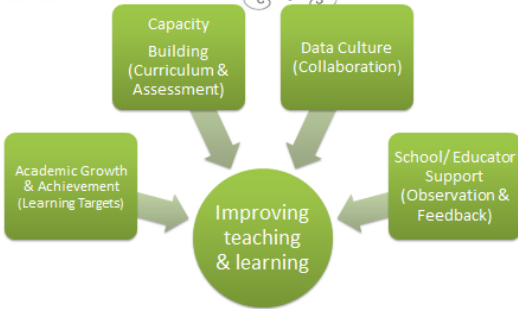 Capacity
Building
(Curriculum &
Assessment)
Data Culture
(Collaboration)
Academic Growth
& Achievement
(Learning Targets)
School/ Educator
Support
(Observation &
Feedback)
Improving
teaching
& learning